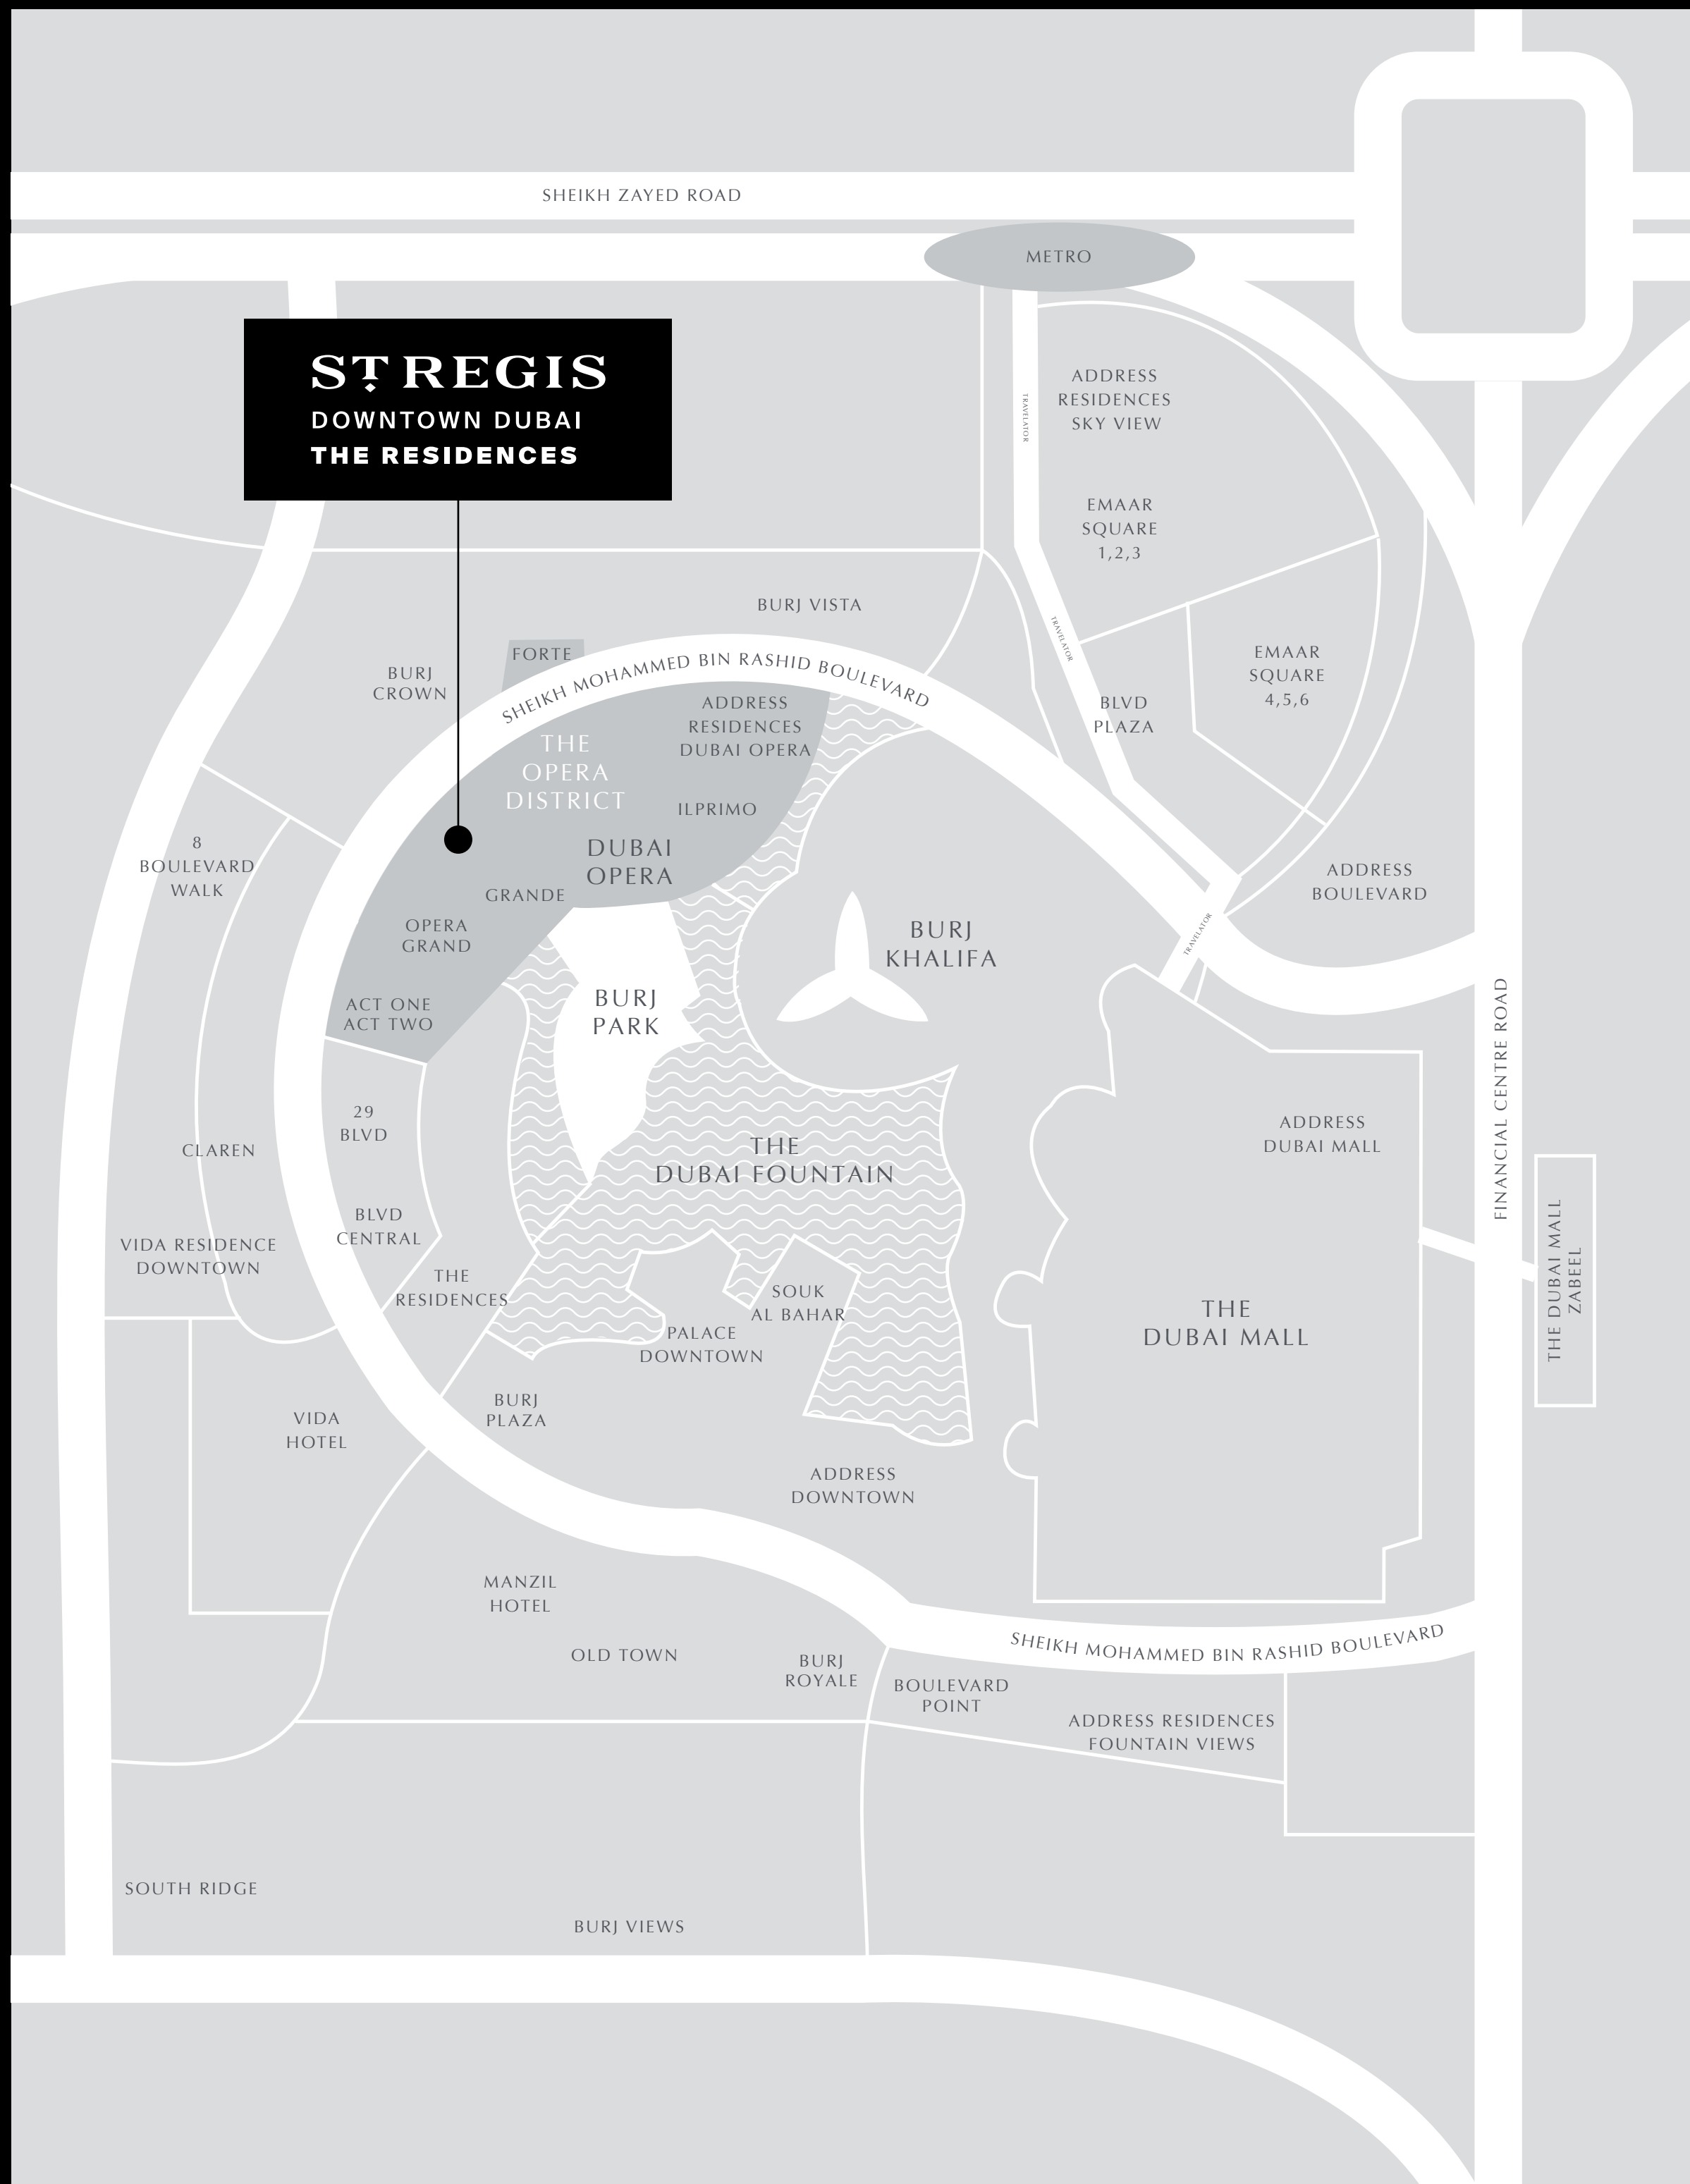 SHEIKH ZAYED ROAD
METRO
ST REGIS
DOWNTOWN DUBAI
THE RESIDENCES
TRAVELATOR
ADDRESS
RESIDENCES
SKY VIEW
EMAAR
SQUARE
1,2,3
BURJ VISTA
TRAVELATOR
FORTE
SHEIKH MOHAMMED BIN RASHID BOULEVARD
BURJ
CROWN
EMAAR
SQUARE
4,5,6
BLVD
PLAZA
ADDRESS
RESIDENCES
DUBAI OPERA
THE
OPERA
DISTRICT
ILPRIMO
DUBAI
OPERA
8
BOULEVARD
WALK
GRANDE
OPERA
GRAND
ADDRESS
BOULEVARD
TRAVELATOR
BURJ
KHALIFA
ACT ONE
ACT TWO
BURJ
PARK
FINANCIAL CENTRE ROAD
29
BLVD
CLAREN
THE
DUBAI FOUNTAIN
ADDRESS
DUBAI MALL
BLVD
CENTRAL
VIDA RESIDENCE
DOWNTOWN
THE
RESIDENCES
SOUK
AL BAHAR
PALACE
DOWNTOWN
THE
DUBAI MALL
THE DUBAI MALL
ZABEEL
BURJ
PLAZA
VIDA
HOTEL
ADDRESS
DOWNTOWN
MANZIL
HOTEL
OLD TOWN
BURJ
ROYALE
SHEIKH MOHAMMED BIN RASHID BOULEVARD
BOULEVARD
POINT
ADDRESS RESIDENCES
FOUNTAIN VIEWS
SOUTH RIDGE
BURJ VIEWS